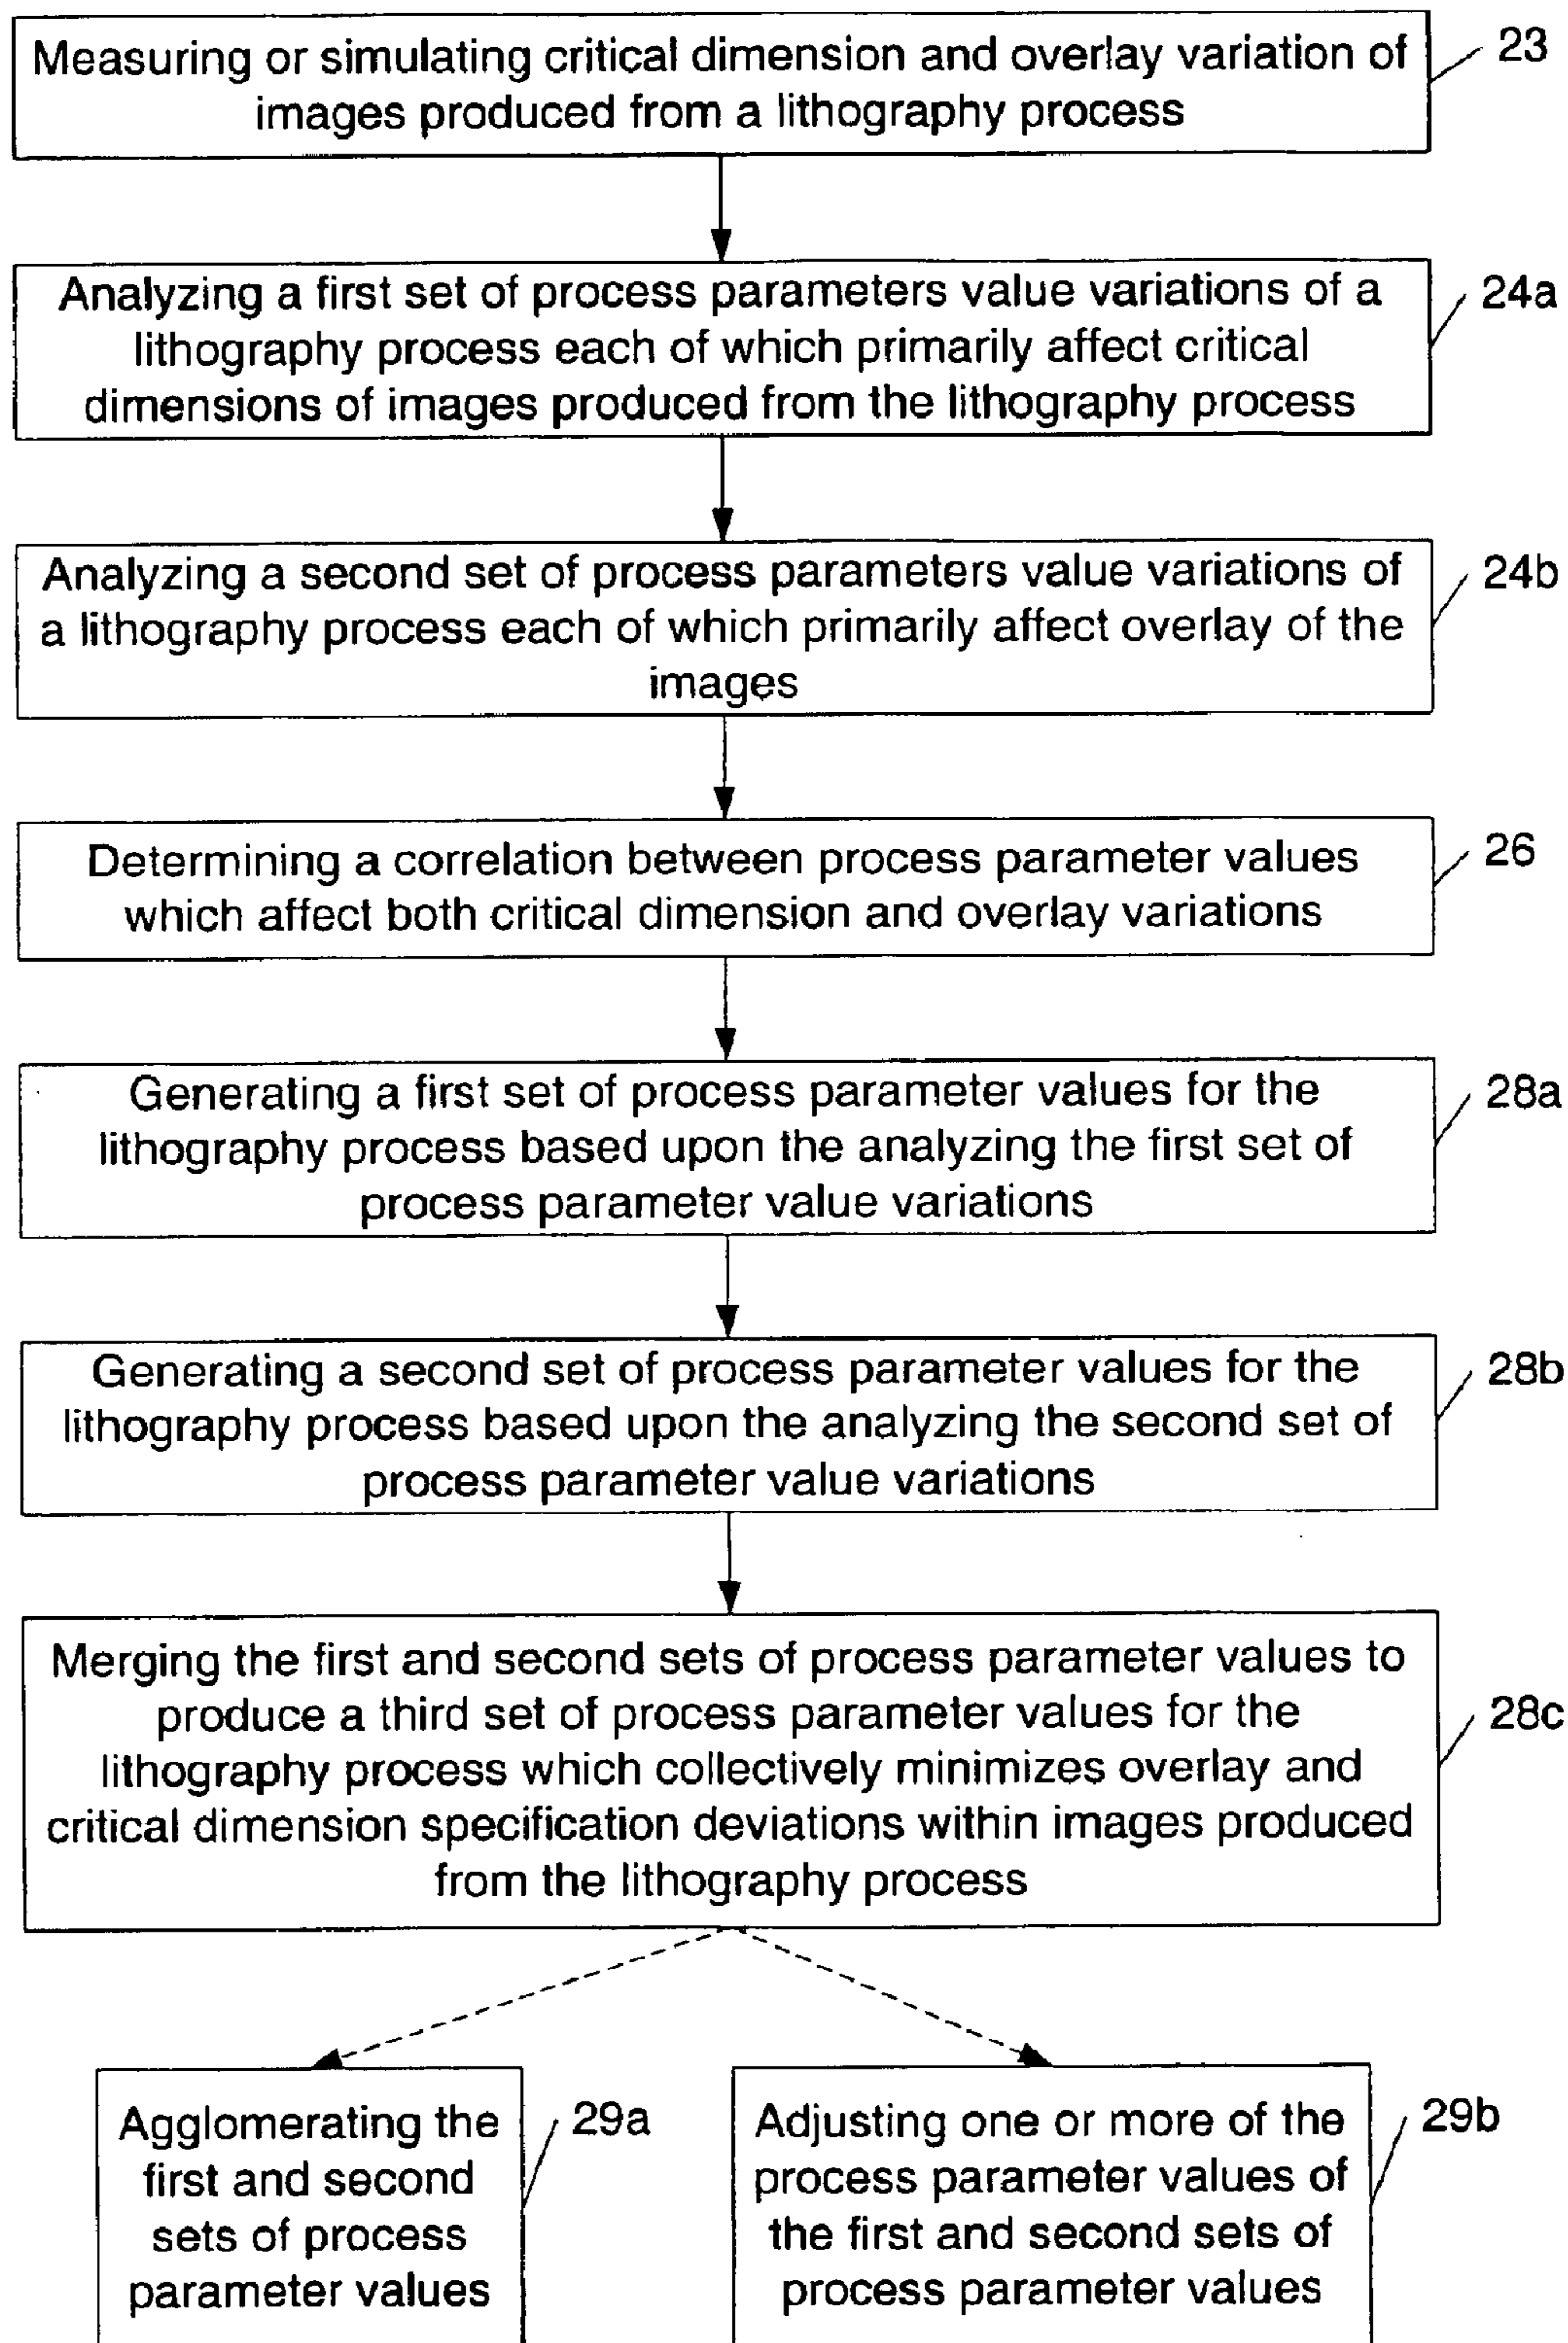 Measuring or simulating critical dimension and overlay variation of
images produced from a lithography process
23
Analyzing a first set of process parameters value variations of a
lithography process each of which primarily affect critical
dimensions of images produced from the lithography process
24a
Analyzing a second set of process parameters value variations of
a lithography process each of which primarily affect overlay of the
images
24b
Determining a correlation between process parameter values
which affect both critical dimension and overlay variations
26
Generating a first set of process parameter values for the
lithography process based upon the analyzing the first set of
process parameter value variations
28a
Generating a second set of process parameter values for the
lithography process based upon the analyzing the second set of
process parameter value variations
28b
Merging the first and second sets of process parameter values to
produce a third set of process parameter values for the
lithography process which collectively minimizes overlay and
critical dimension specification deviations within images produced
from the lithography process
28c
Agglomerating the
first and second
sets of process
parameter values
29a
Adjusting one or more of the
process parameter values of
the first and second sets of
process parameter values
29b